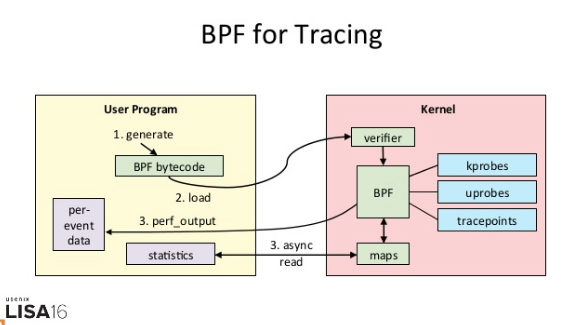 BPF for Tracing
User Program
Kernel
1. generate
verifier
BPF bytecode
kprobes
2. load
BPF
uprobes
per-
event
data
3. perf_output
tracepoints
statistics
3. async
read
maps
usenix
LISA16